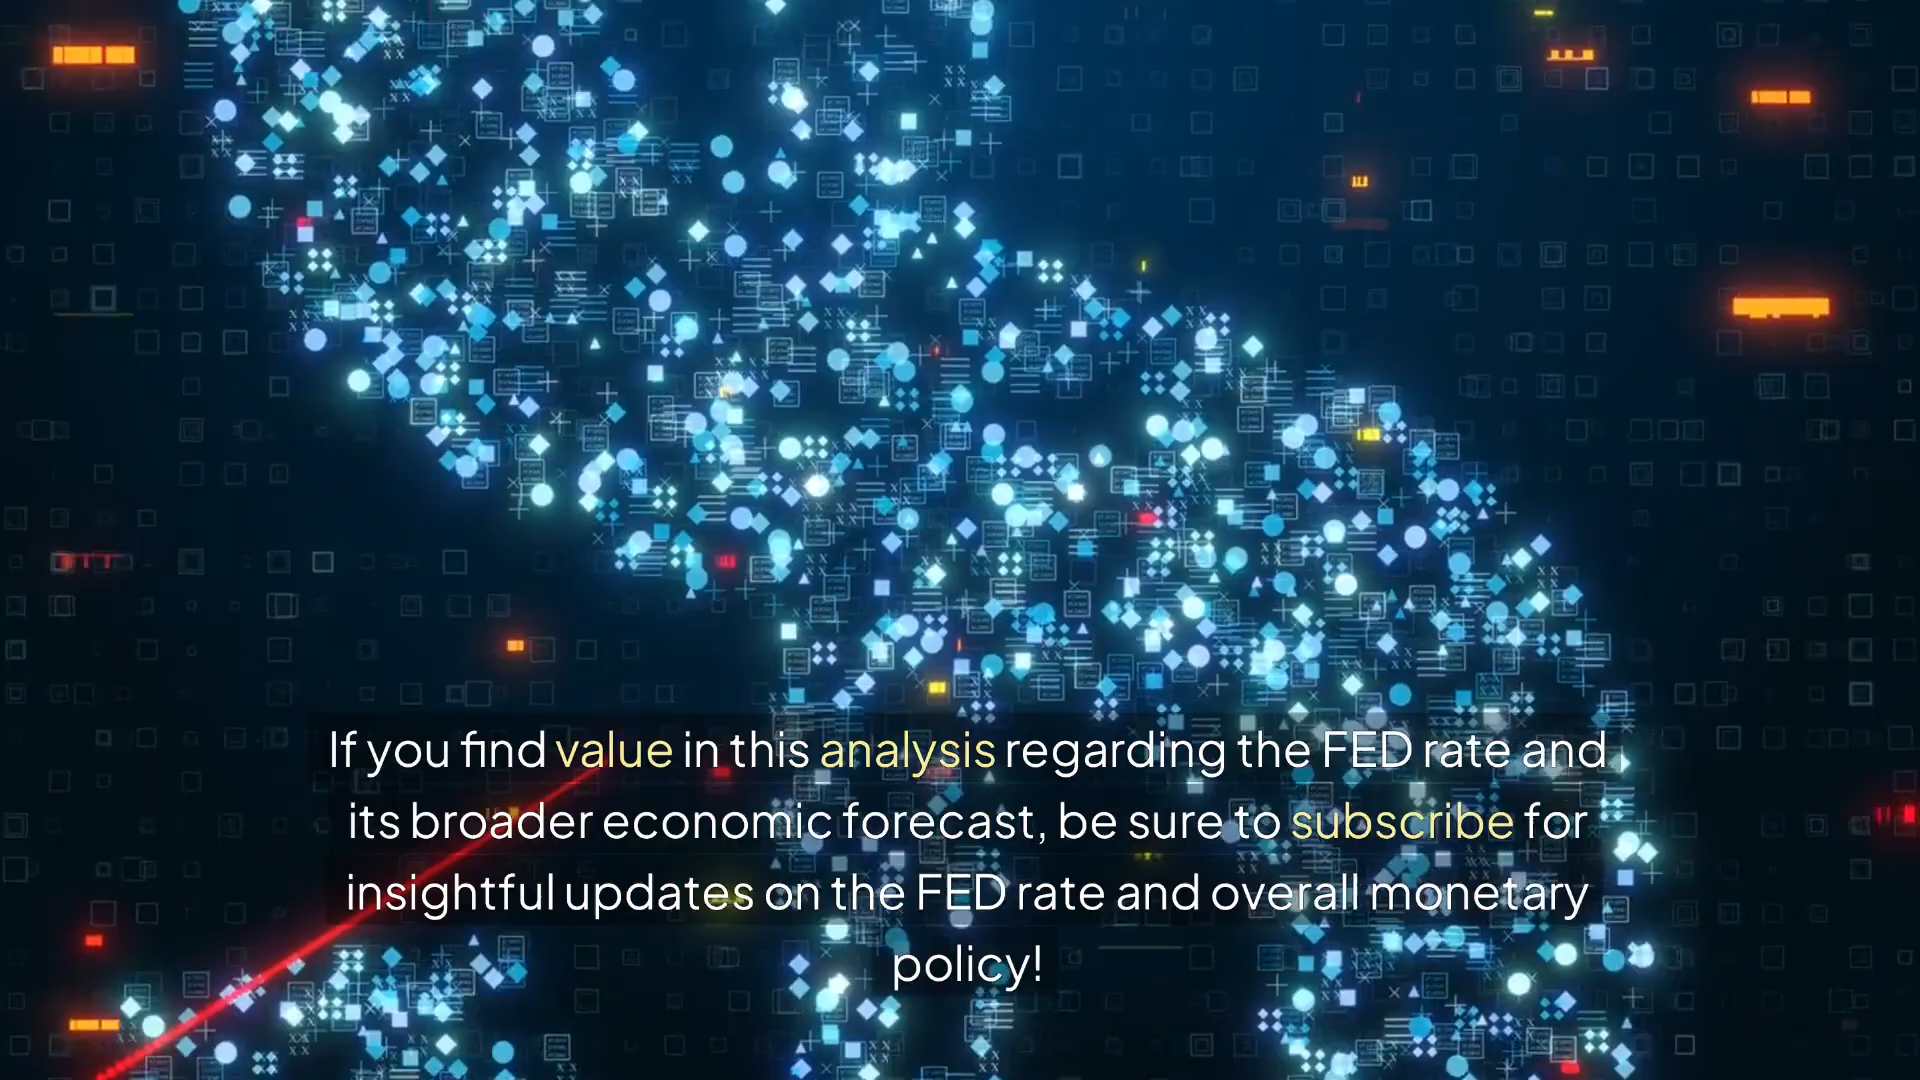 If you find value in this analysis regarding the FED rate and
its broader economic forecast, be sure to subscribe for
insightful updates on the FED rate and overall monetary
policy!